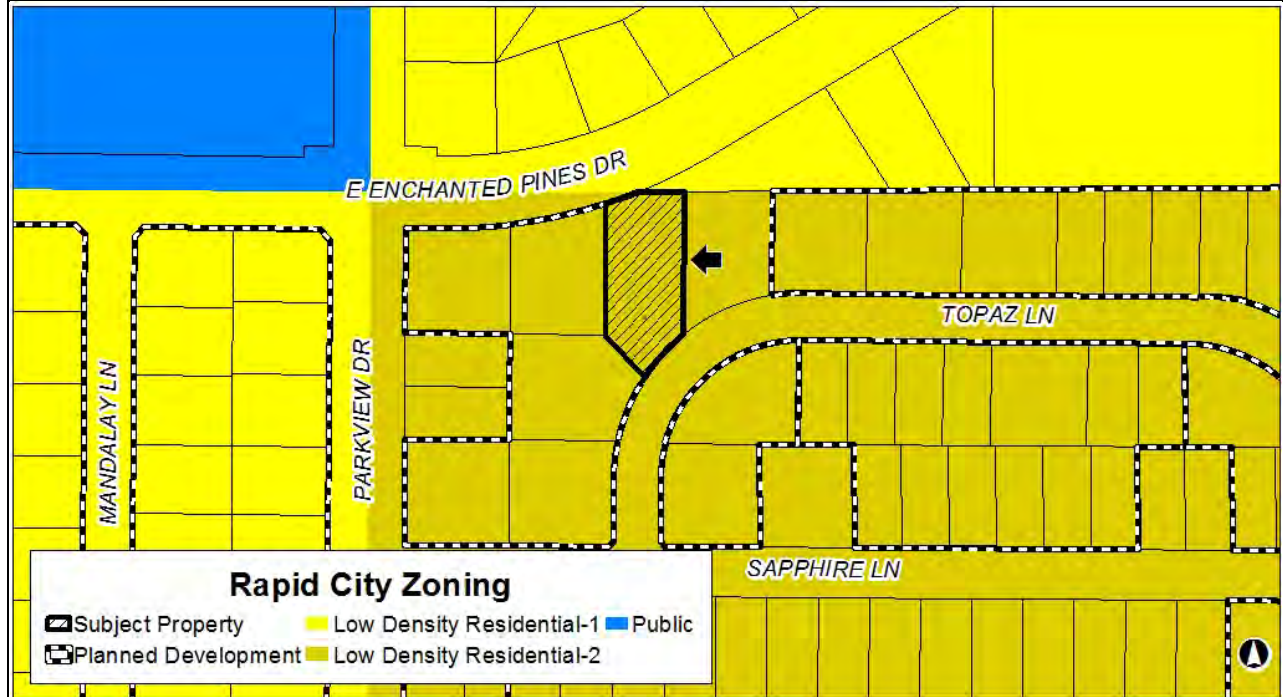 E ENCHANTED PINES DR
TOPAZ LN
MANDALAY LN
PARKVIEW DR
SAPPHIRE LN
Rapid City Zoning
Subject Property
Low Density Residential-1
Public
Planned Development
Low Density Residential-2